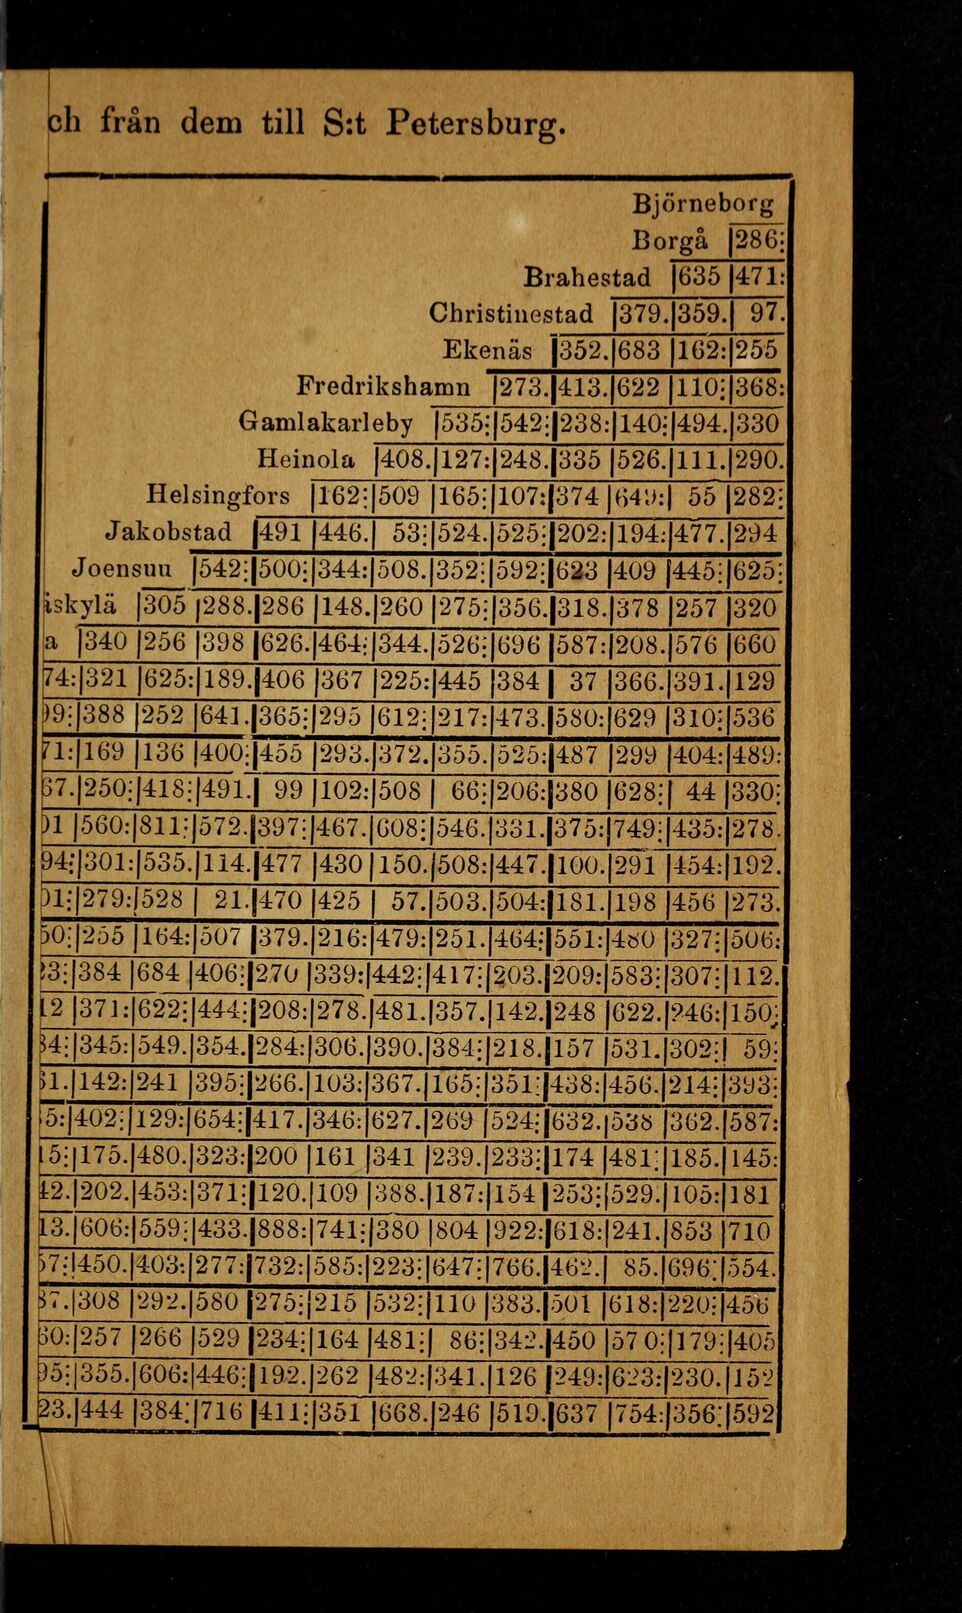 ch från dem till S:t Petersburg.
Björneborg
Borgå |286⁝
Brahestad |635 |471:
Christinestad |379.|359.| 97.
Ekenäs |352.|683 |162:|255
Fredrikshamn |273.|413.|622 |110⁝|368:
Gamlakarleby |535⁝|542⁝|238:|140⁝|494.|330
Heinola |408.|127:|248.|335 |526.|111.|290.
Helsingfors |162⁝|509 |165⁝|107:|374 |649:| 55 |282⁝
Jakobstad |491 |446.| 53⁝|524.|525⁝|202:|194:|477.|294
Joensuu |542⁝|500⁝|344:|508.|352⁝|592⁝|623 |409 |445⁝|625⁝
iskylä |305 |288.|286 |148.|260 |275⁝|356.|318.|378 |257 |320
a |340 |256 |398 |626.|464⁝|344.|526⁝|696 |587:|208.|576 |660
74:|321 |625:|189.|406 |367 |225:|445 |384 | 37 |366.|391.|129
99⁝|388 |252 |641.|365⁝|295 |612⁝|217:|473.|580:|629 |310⁝|536
71:|169 |136 |400⁝|455 |293.|372.|355.|525:|487 |299 |404:|489:
37.|250⁝|418⁝|491.| 99 |102:|508 | 66⁝|206:|380 |628⁝| 44 |330⁝
01 |560:|811⁝|572.|397⁝|467.|608⁝|546.|331.|375:|749⁝|435:|278.
94⁝|301:|535.|114.|477 |430 |150.|508:|447.|100.|291 |454:|192.
01⁝|279:|528 | 21.|470 |425 | 57.|503.|504:|181.|198 |456 |273.
50⁝|255 |164:|507 |379.|216:|479:|251.|464⁝|551:|480 |327⁝|506:
23⁝|384 |684 |406⁝|270 |339:|442⁝|417⁝|203.|209:|583⁝|307⁝|112.
12 |371:|622⁝|444⁝|208:|278.|481.|357.|142.|248 |622.|246:|150⁝
34⁝|345:|549.|354.|284:|306.|390.|384⁝|218.|157 |531.|302⁝| 59⁝
31.|142:|241 |395⁝|266.|103:|367.|165⁝|351⁝|438:|456.|214⁝|393⁝
5:|402⁝|129:|654⁝|417.|346:|627.|269 |524⁝|632.|538 |362.|587:
15⁝|175.|480.|323:|200 |161 |341 |239.|233⁝|174 |481⁝|185.|145:
42.|202.|453:|371⁝|120.|109 |388.|187:|154 |253⁝|529.|105:|181
13.|606:|559⁝|433.|888:|741⁝|380 |804 |922:|618:|241.|853 |710
57⁝|450.|403:|277:|732:|585:|223⁝|647⁝|766.|462.| 85.|696⁝|554.
37.|308 |292.|580 |275⁝|215 |532⁝|110 |383.|501 |618:|220⁝|456
30:|257 |266 |529 |234⁝|164 |481⁝| 86⁝|342.|450 |57 0⁝|179⁝|405
95⁝|355.|606:|446⁝|192.|262 |482:|341.|126 |249:|623:|230.|152
23.|444 |384⁝|716 |411⁝|351 |668.|246 |519.|637 |754:|356⁝|592